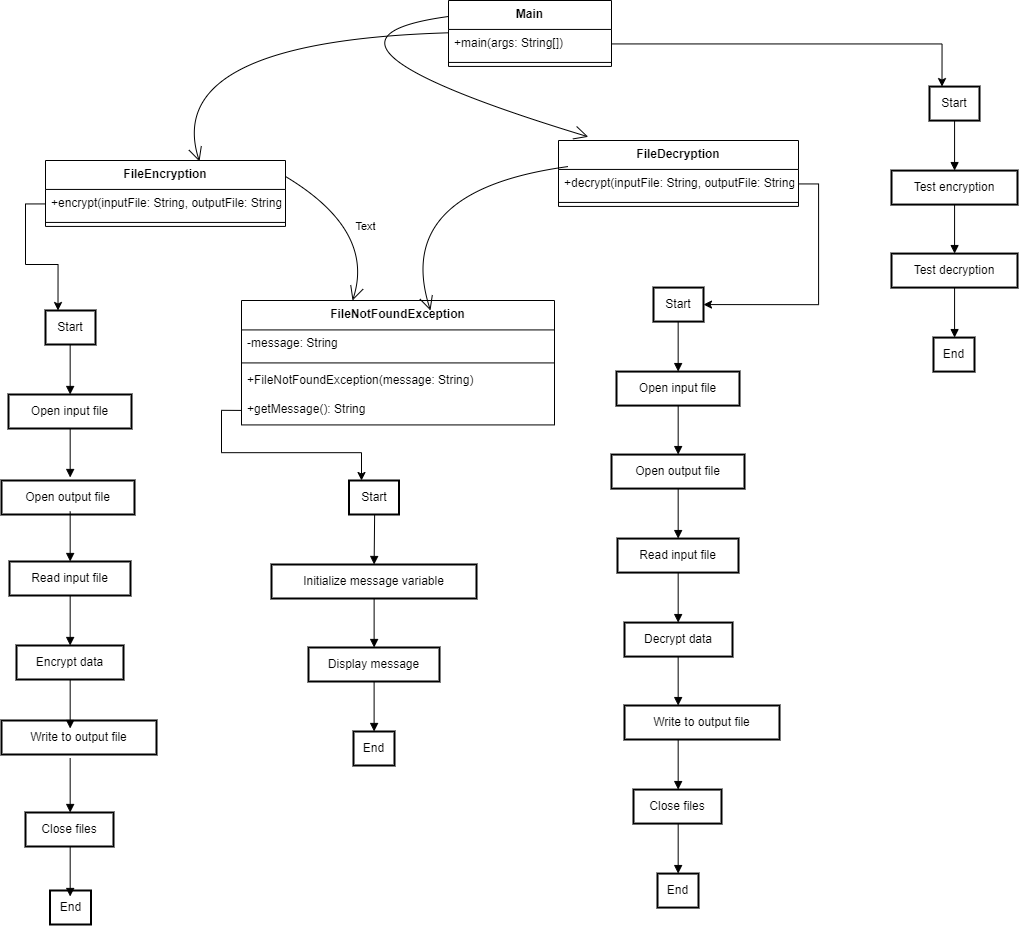 Main
+main(args: String[])
Start
Test encryption
Test decryption
End
FileEncryption
+encrypt(inputFile: String, outputFile: String
Text
FileDecryption
+decrypt(inputFile: String, outputFile: String
FileNotFoundException
-message: String
+FileNotFoundException(message: String)
+getMessage(): String
Start
Open input file
Open output file
Read input file
Encrypt data
Write to output file
Close files
End
Start
Initialize message variable
Display message
End
Start
Open input file
Open output file
Read input file
Decrypt data
Write to output file
Close files
End